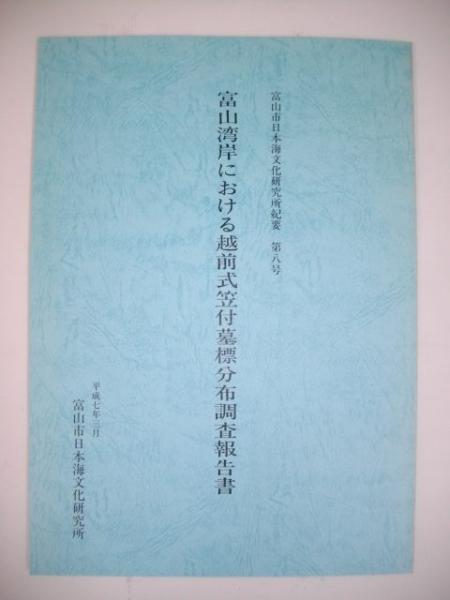 富山市日本海文化研究所紀要　第八号
富山湾岸における越前式笠付墓標分布調査報告書
平成七年三月
富山市日本海文化研究所